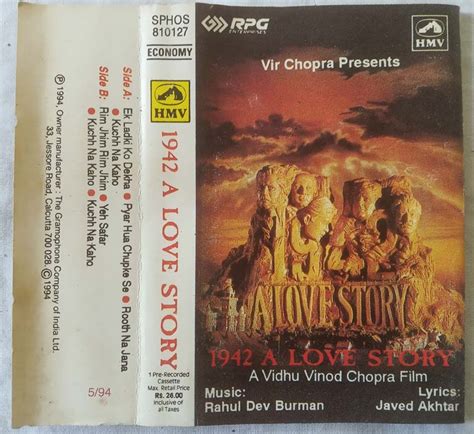 SPHOS
810127
ECONOMY
HMV
1942 A LOVE STORY
1 Pre-Recorded
Cassette
Max. Retail Price
Rs. 26.00
Inclusive of
all Taxes
Side A: Ek Ladki Ko Dekha ● Pyar Hua Chupke Se ● Rooth Na Jana
● Kuchh Na Kaho
Side B: Rim Jhim Rim Jhim ● Yeh Safar
● Kuchh Na Kaho ● Kuchh Na Kaho
℗ 1994, Owner manufacturer : The Gramophone Company of India Ltd.
33, Jessore Road, Calcutta 700 028. © 1994
5/94
RPG
ENTERPRISES
HMV
Vir Chopra Presents
1942
A LOVE STORY
1942 A LOVE STORY
A Vidhu Vinod Chopra Film
Music:
Rahul Dev Burman
Lyrics:
Javed Akhtar